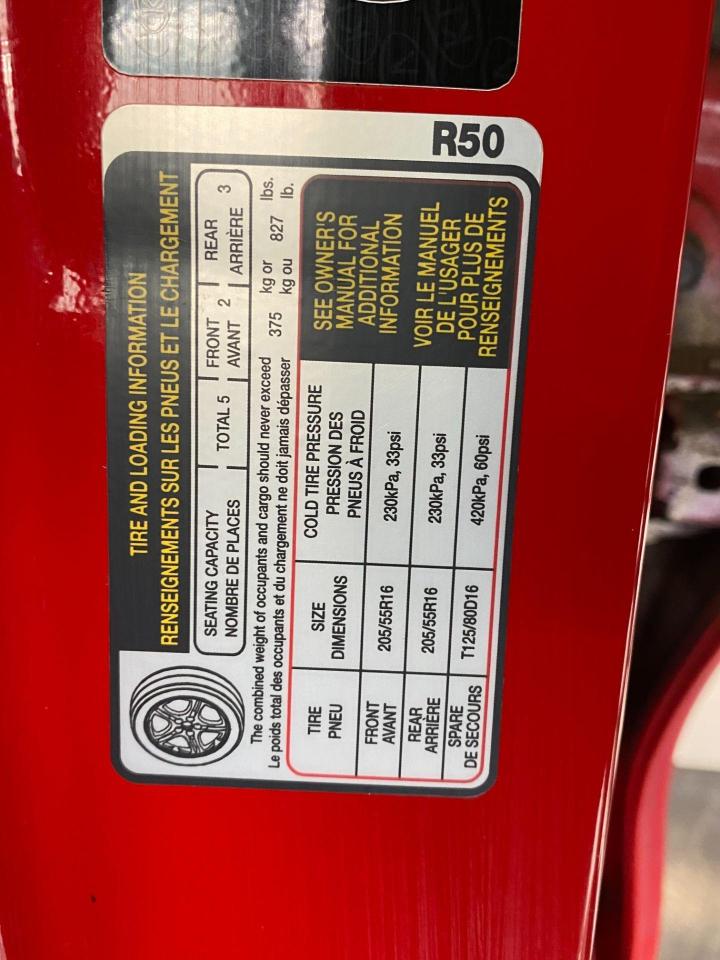 R50
TIRE AND LOADING INFORMATION
RENSEIGNEMENTS SUR LES PNEUS ET LE CHARGEMENT
SEATING CAPACITY TOTAL 5 FRONT 2 REAR 3
NOMBRE DE PLACES AVANT ARRIÈRE
The combined weight of occupants and cargo should never exceed 375 kg or 827 lbs.
Le poids total des occupants et du chargement ne doit jamais dépasser kg ou lb.
TIRE SIZE COLD TIRE PRESSURE
PNEU DIMENSIONS PRESSION DES
PNEUS À FROID
FRONT 205/55R16 230kPa, 33psi
AVANT
REAR 205/55R16 230kPa, 33psi
ARRIÈRE
SPARE T125/80D16 420kPa, 60psi
DE SECOURS
SEE OWNER'S
MANUAL FOR
ADDITIONAL
INFORMATION
VOIR LE MANUEL
DE L'USAGER
POUR PLUS DE
RENSEIGNEMENTS